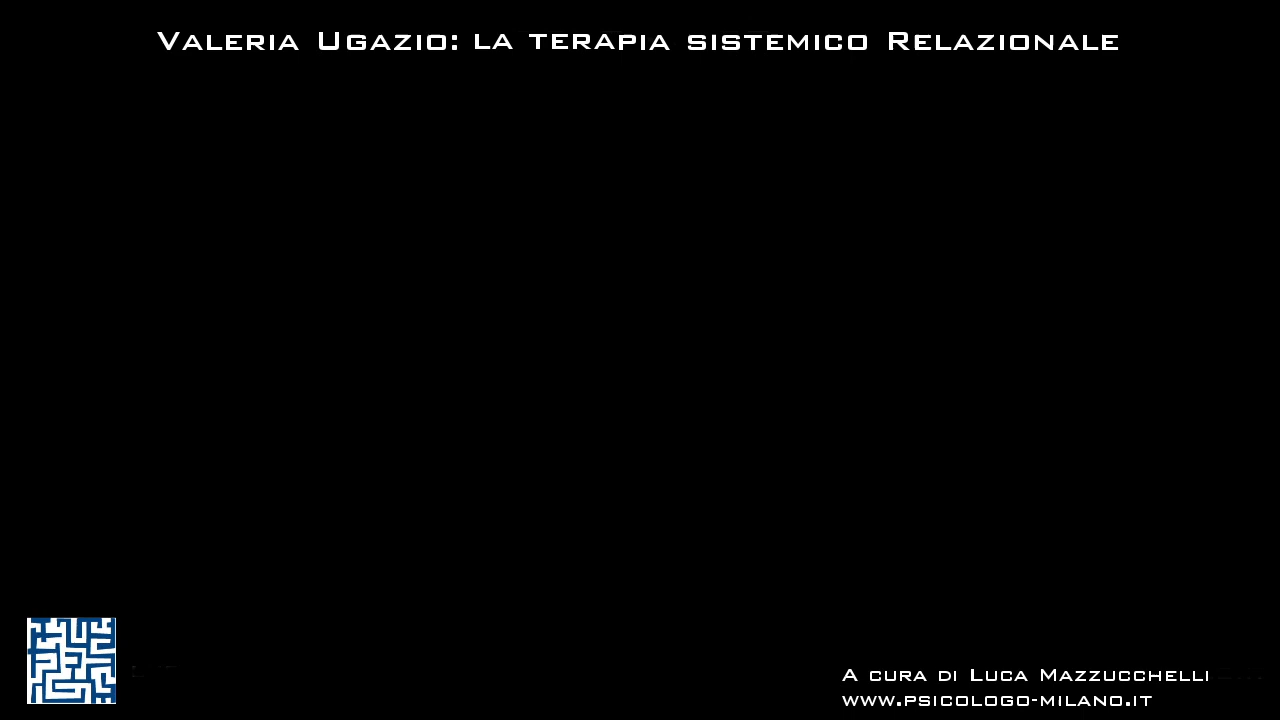 Valeria Ugazio: la terapia sistemico Relazionale
A cura di Luca Mazzucchelli
www.psicologo-milano.it